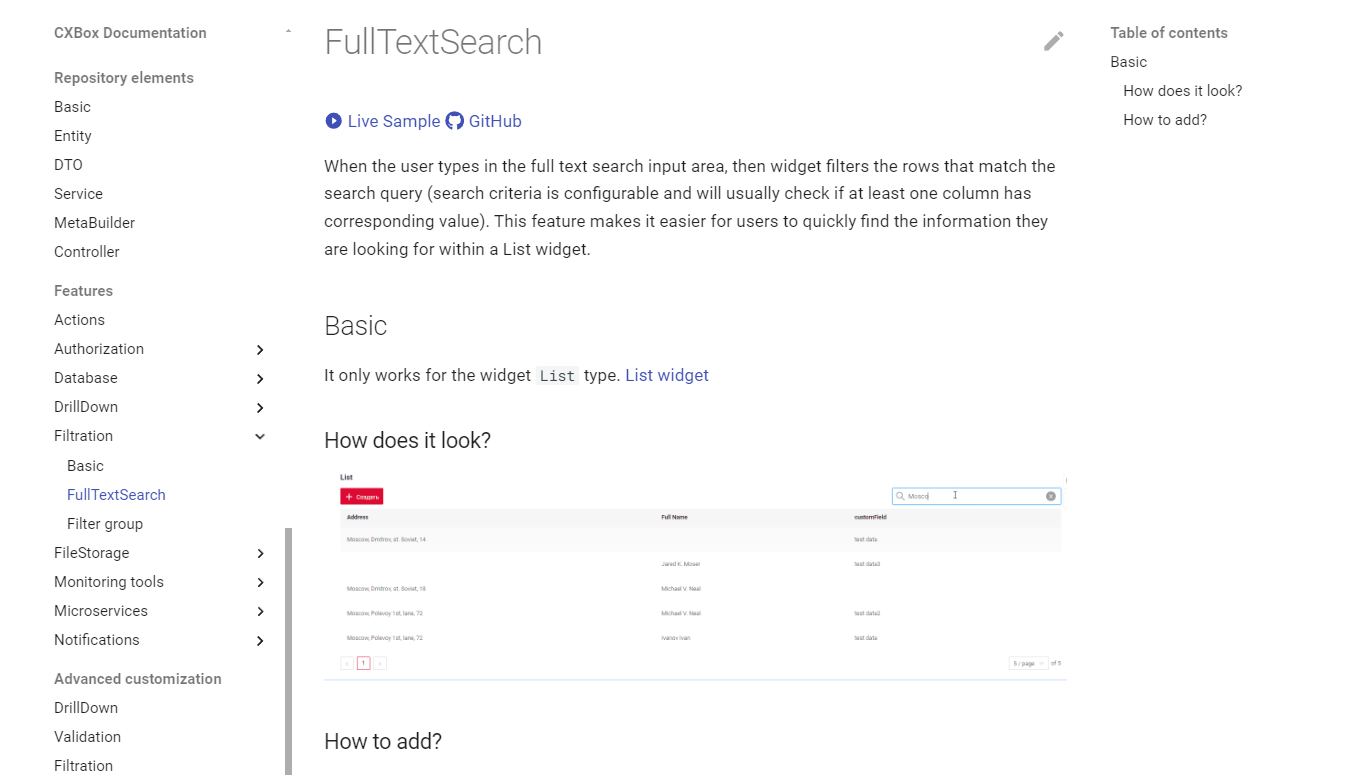 CXBox Documentation
Repository elements
Basic
Entity
DTO
Service
MetaBuilder
Controller
Features
Actions
Authorization
Database
DrillDown
Filtration
Basic
FullTextSearch
Filter group
FileStorage
Monitoring tools
Microservices
Notifications
Advanced customization
DrillDown
Validation
Filtration
FullTextSearch
Live Sample GitHub
When the user types in the full text search input area, then widget filters the rows that match the
search query (search criteria is configurable and will usually check if at least one column has
corresponding value). This feature makes it easier for users to quickly find the information they
are looking for within a List widget.
Basic
It only works for the widget List type. List widget
How does it look?
List
+ Создать
Mosco
Address Full Name customField
Moscow, Dmitrov, st. Soviet, 14 test data
Jared K. Moser test data3
Moscow, Dmitrov, st. Soviet, 18 Michael V. Neal
Moscow, Polevoy 1st, lane, 73 Michael V. Neal test data2
Moscow, Polevoy 1st, lane, 72 Ivanov Ivan test data
< 1 > 5 / page of 5
How to add?
Table of contents
Basic
How does it look?
How to add?